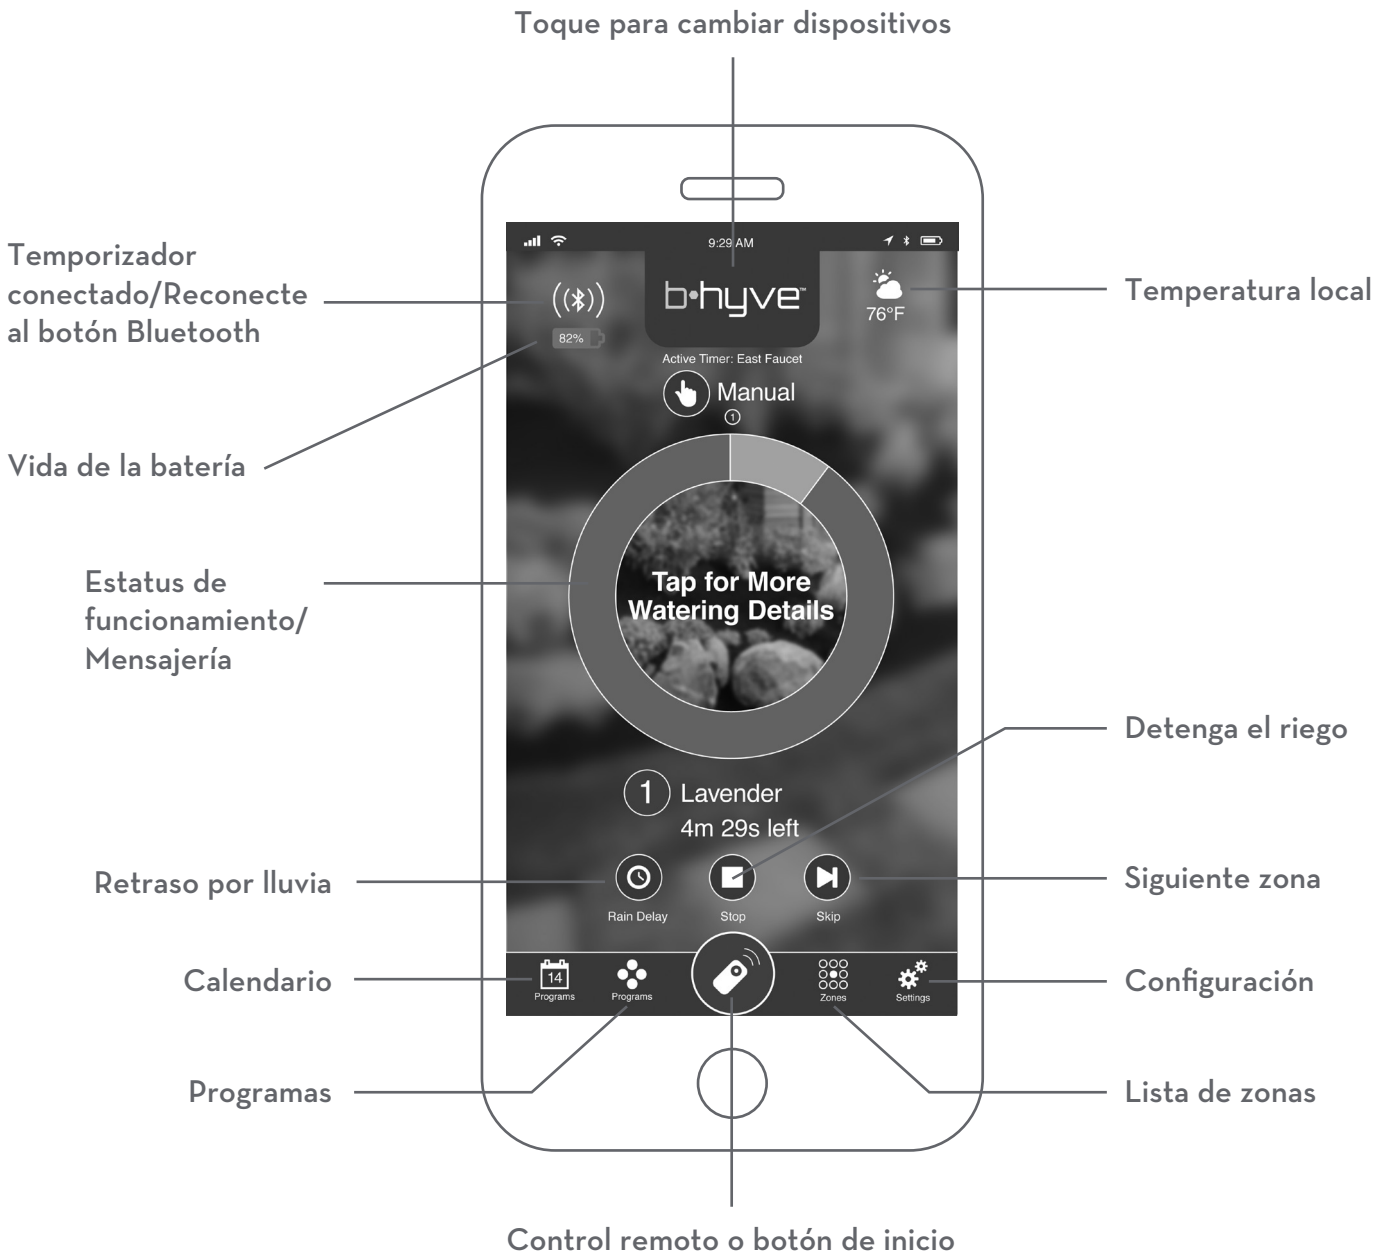 Toque para cambiar dispositivos
Temporizador
conectado/Reconecte
al botón Bluetooth
Vida de la batería
Estatus de
funcionamiento/
Mensajería
Retraso por lluvia
Calendario
Programas
9:29 AM
b•hyve™
82%
76°F
Active Timer: East Faucet
Manual
1
Tap for More
Watering Details
1 Lavender
4m 29s left
Rain Delay
Stop
Skip
14
Programs
Programs
Zones
Settings
Temperatura local
Detenga el riego
Siguiente zona
Configuración
Lista de zonas
Control remoto o botón de inicio